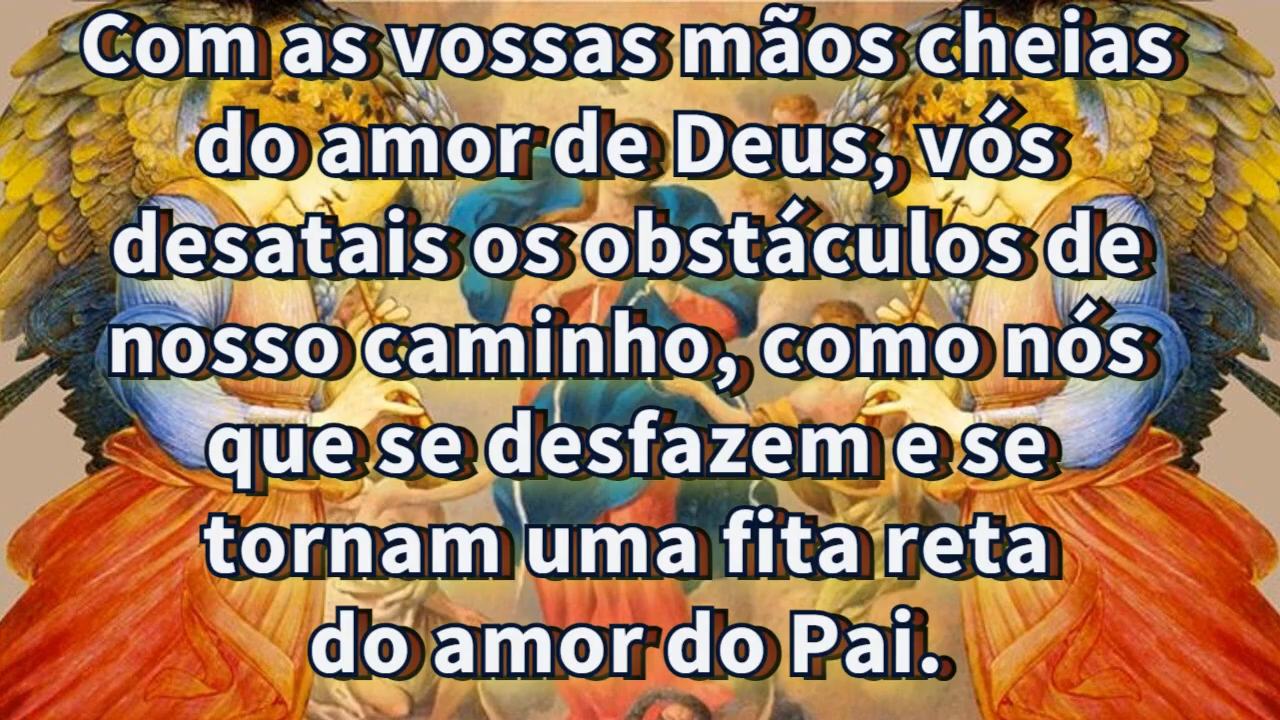 Com as vossas mãos cheias
do amor de Deus, vós
desatais os obstáculos de
nosso caminho, como nós
que se desfazem e se
tornam uma fita reta
do amor do Pai.